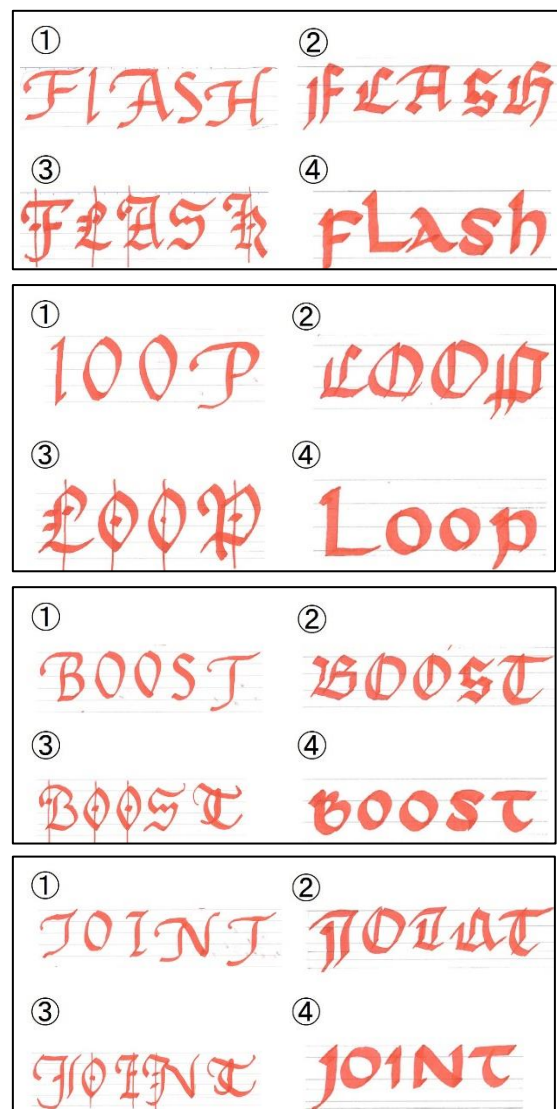 ① FlASH ② FLASH
③ FLASh ④ FLAsh
① lOOP ② LOOP
③ LOOP ④ Loop
① BOOST ② BOOST
③ BOOST ④ BOOST
① JOINT ② JOINT
③ JOINT ④ JOINT